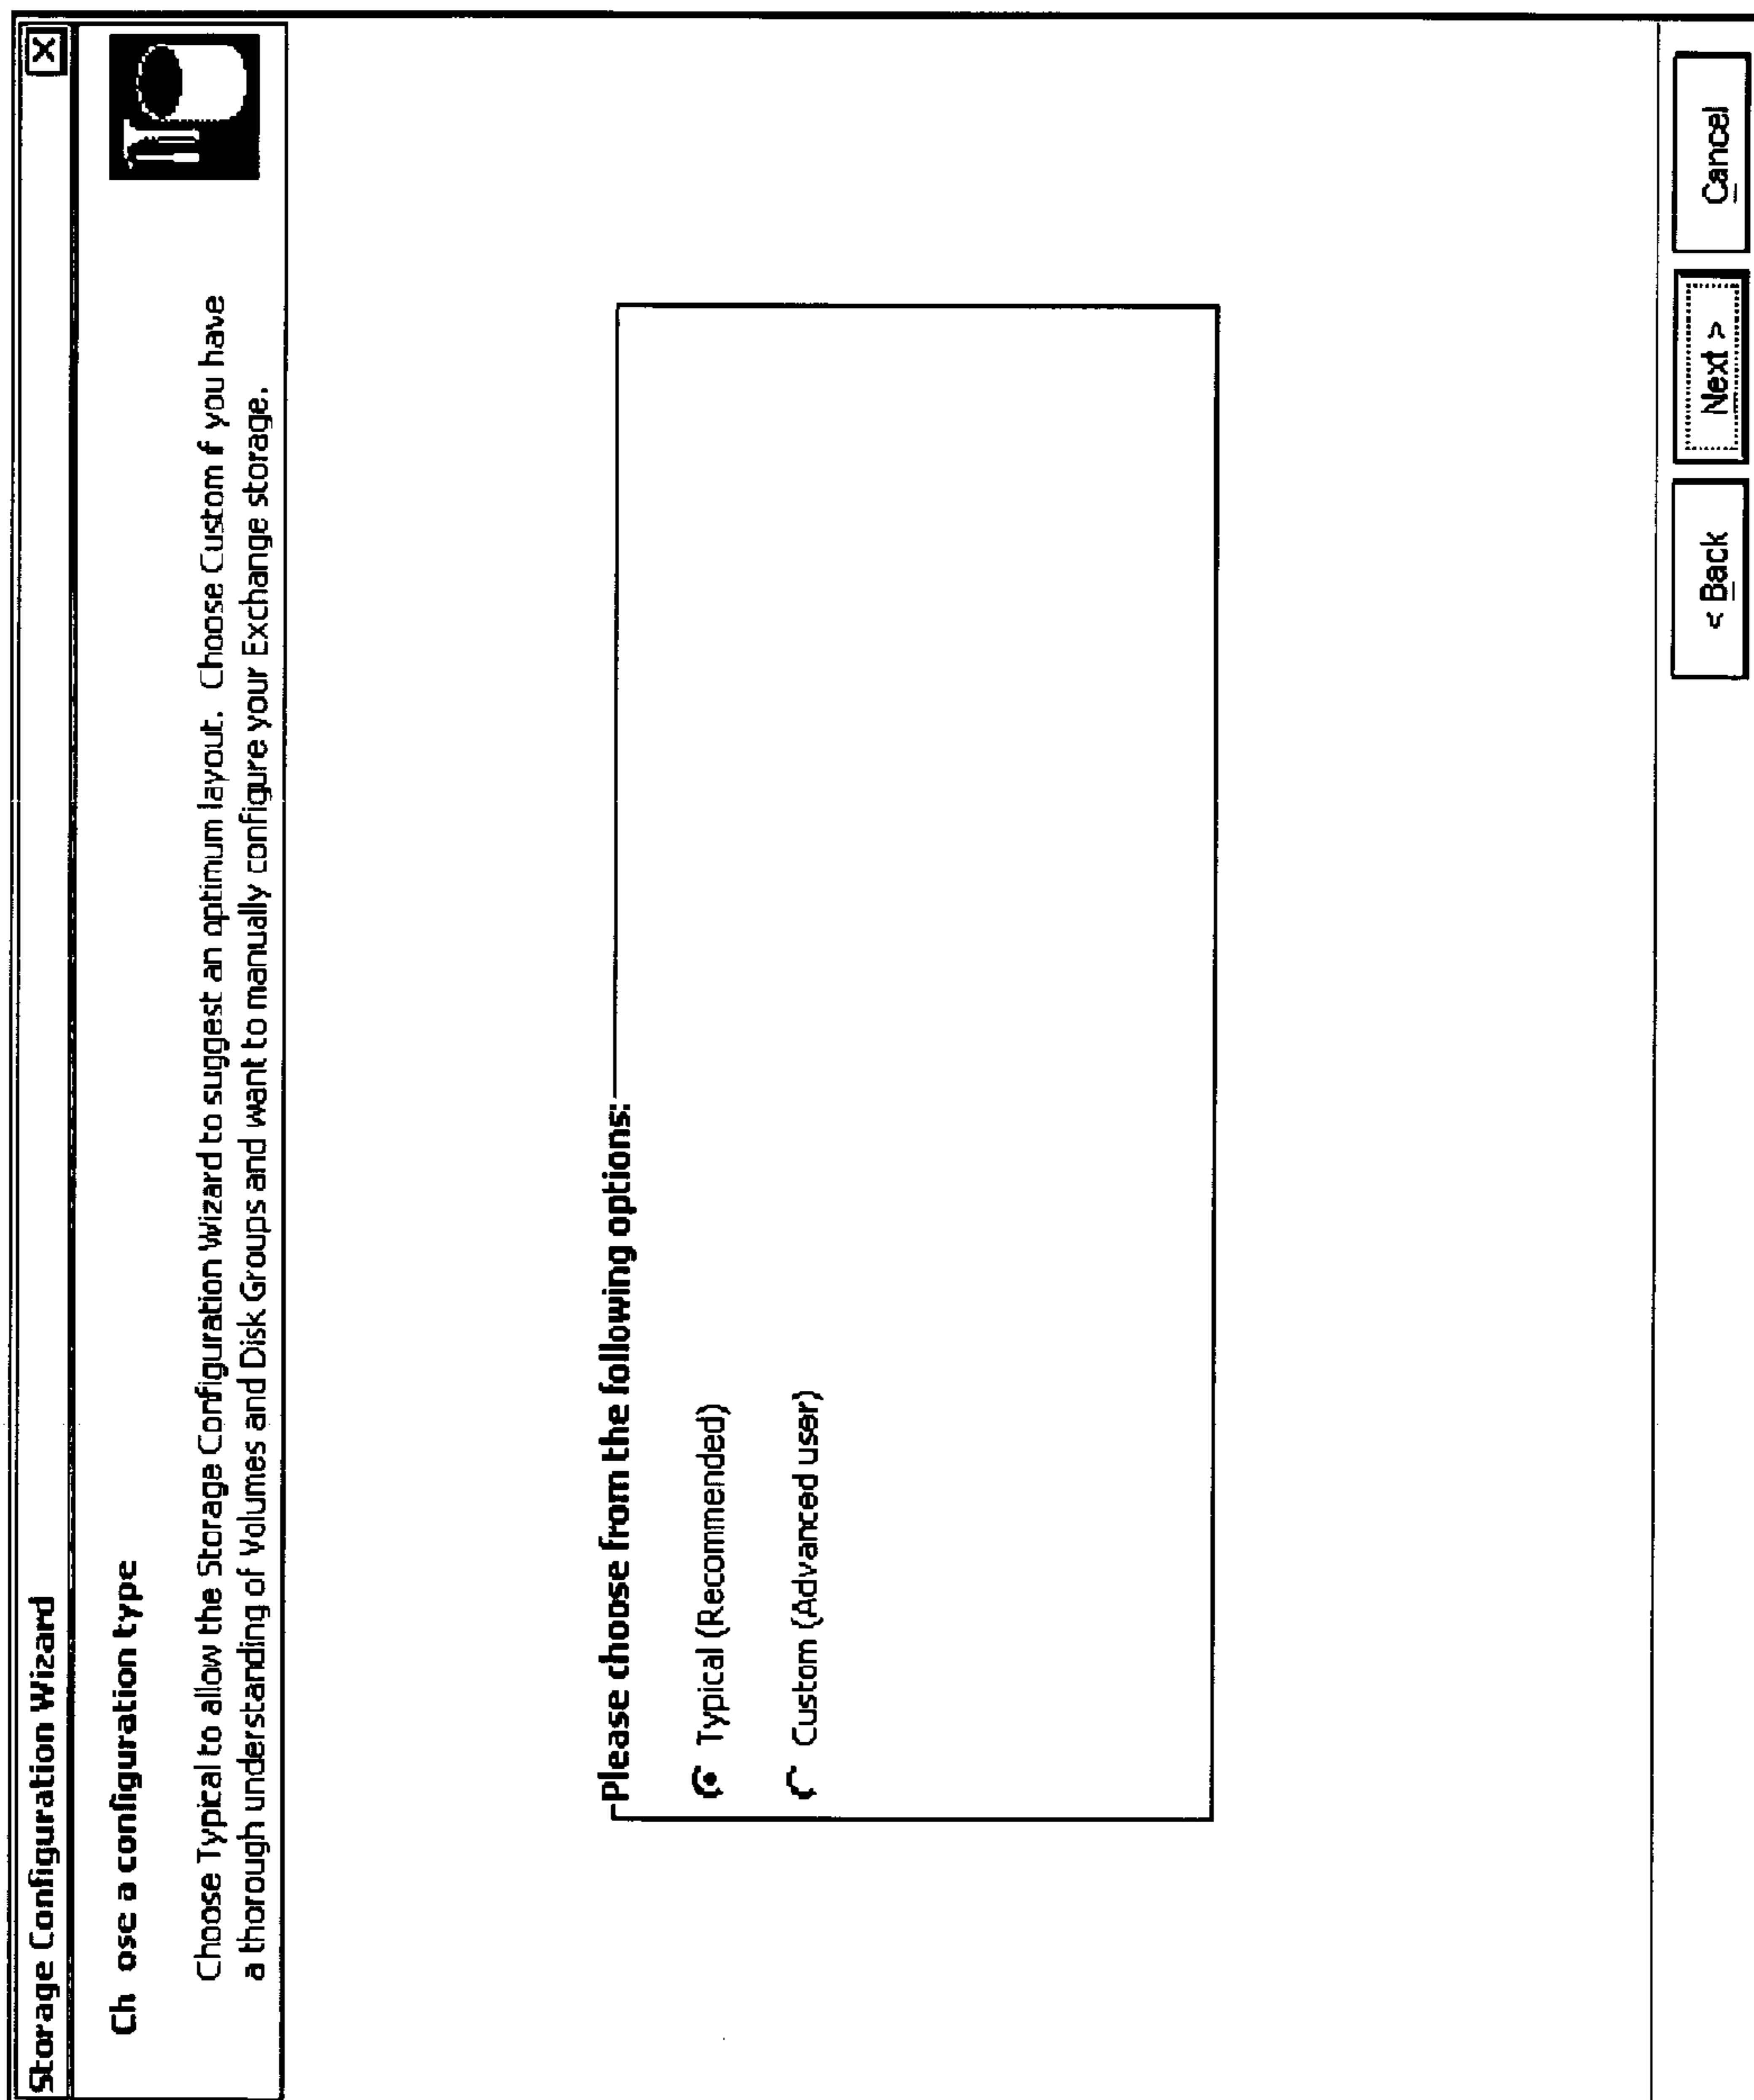 Storage Configuration Wizard
X
Ch ose a configuration type
Choose Typical to allow the Storage Configuration Wizard to suggest an optimum layout. Choose Custom if you have
a thorough understanding of Volumes and Disk Groups and want to manually configure your Exchange storage.
Please choose from the following options:
Typical (Recommended)
Custom (Advanced user)
< Back
Next >
Cancel